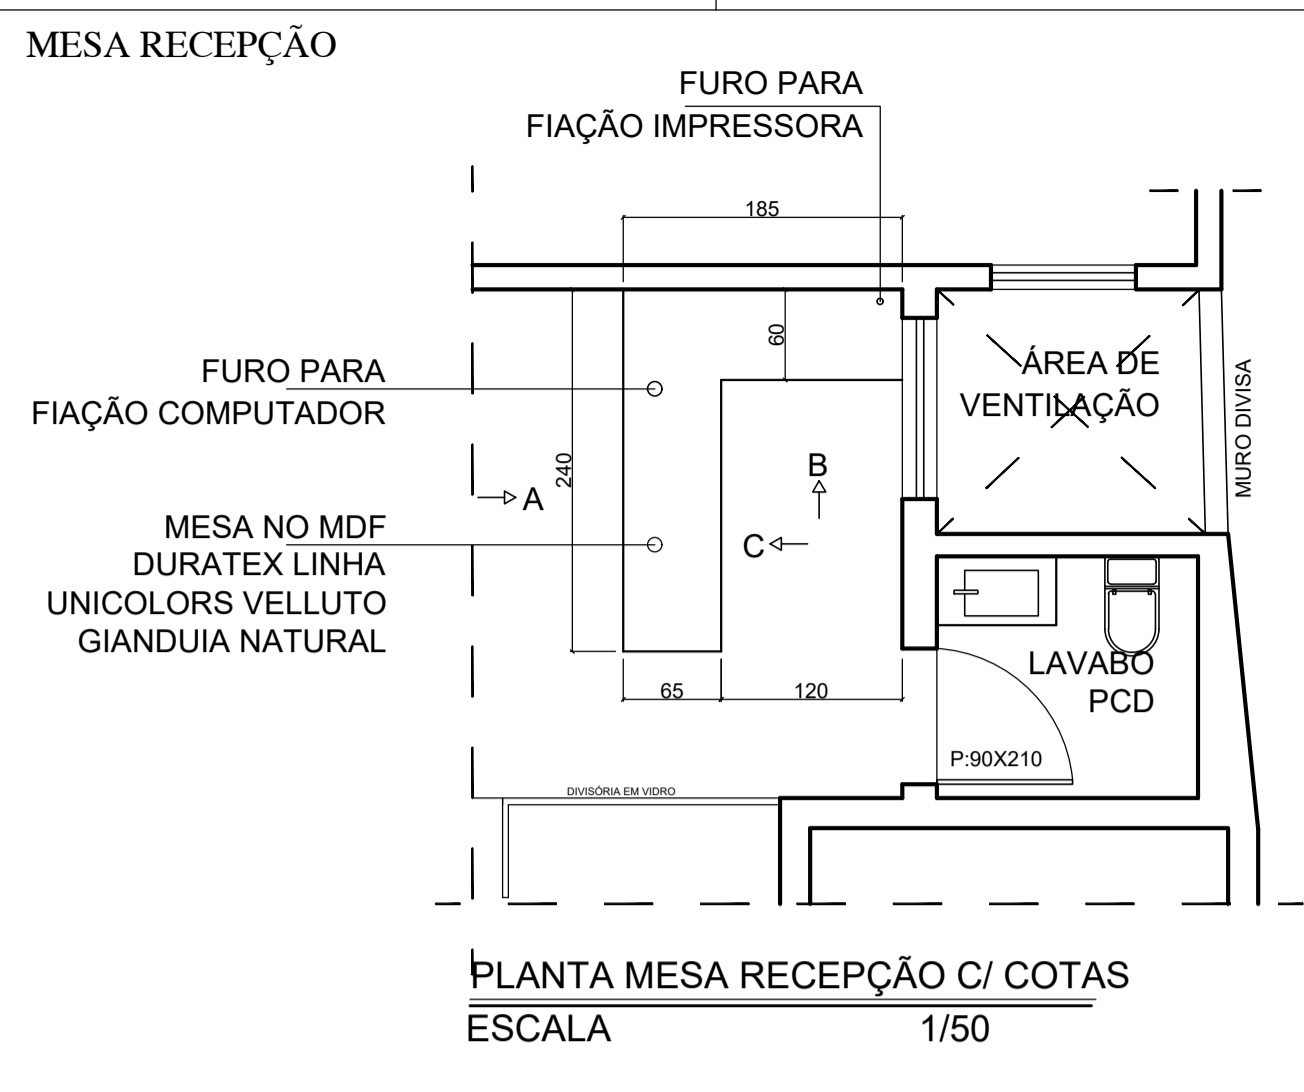 MESA RECEPÇÃO
FURO PARA
FIAÇÃO IMPRESSORA
185
60
FURO PARA
FIAÇÃO COMPUTADOR
ÁREA DE
VENTILAÇÃO
MURO DIVISA
240
A
B
C
MESA NO MDF
DURATEX LINHA
UNICOLORS VELLUTO
GIANDUIA NATURAL
65
120
LAVABO
PCD
P:90X210
DIVISÓRIA EM VIDRO
PLANTA MESA RECEPÇÃO C/ COTAS
ESCALA 1/50